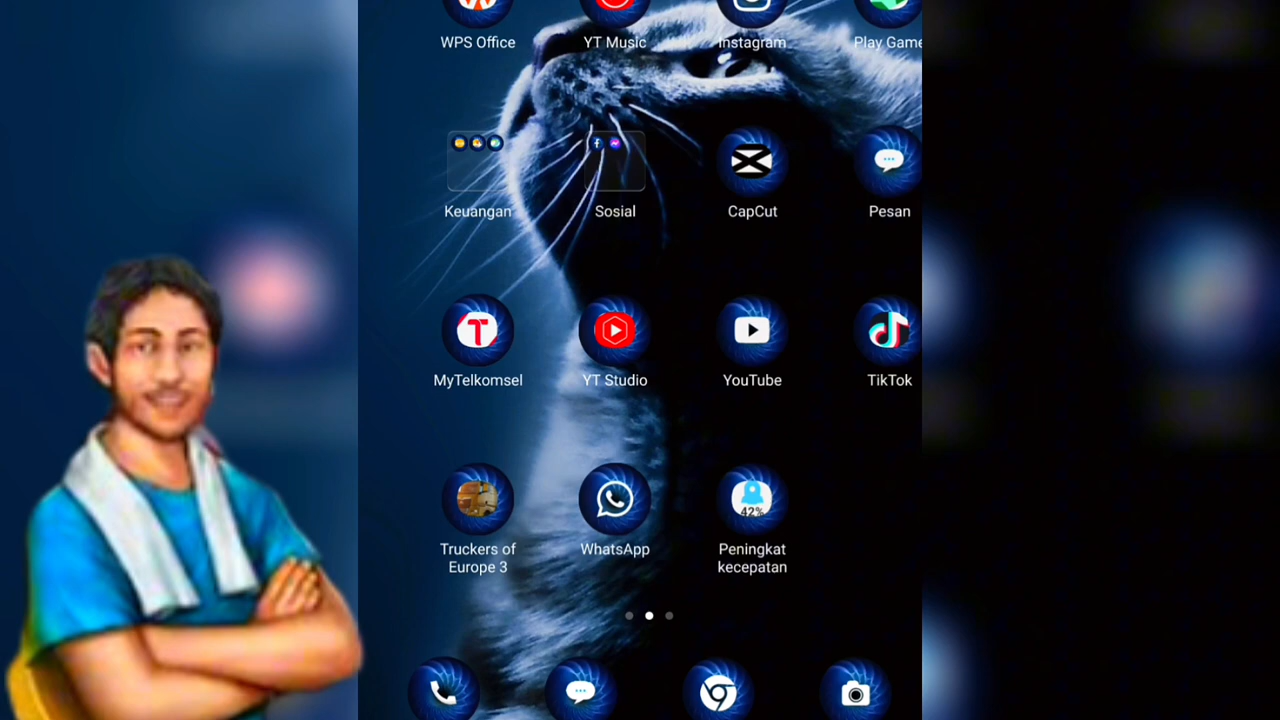 WPS Office YT Music Instagram Play Game
Keuangan Sosial CapCut Pesan
MyTelkomsel YT Studio YouTube TikTok
42%
Truckers of Europe 3 WhatsApp Peningkat kecepatan